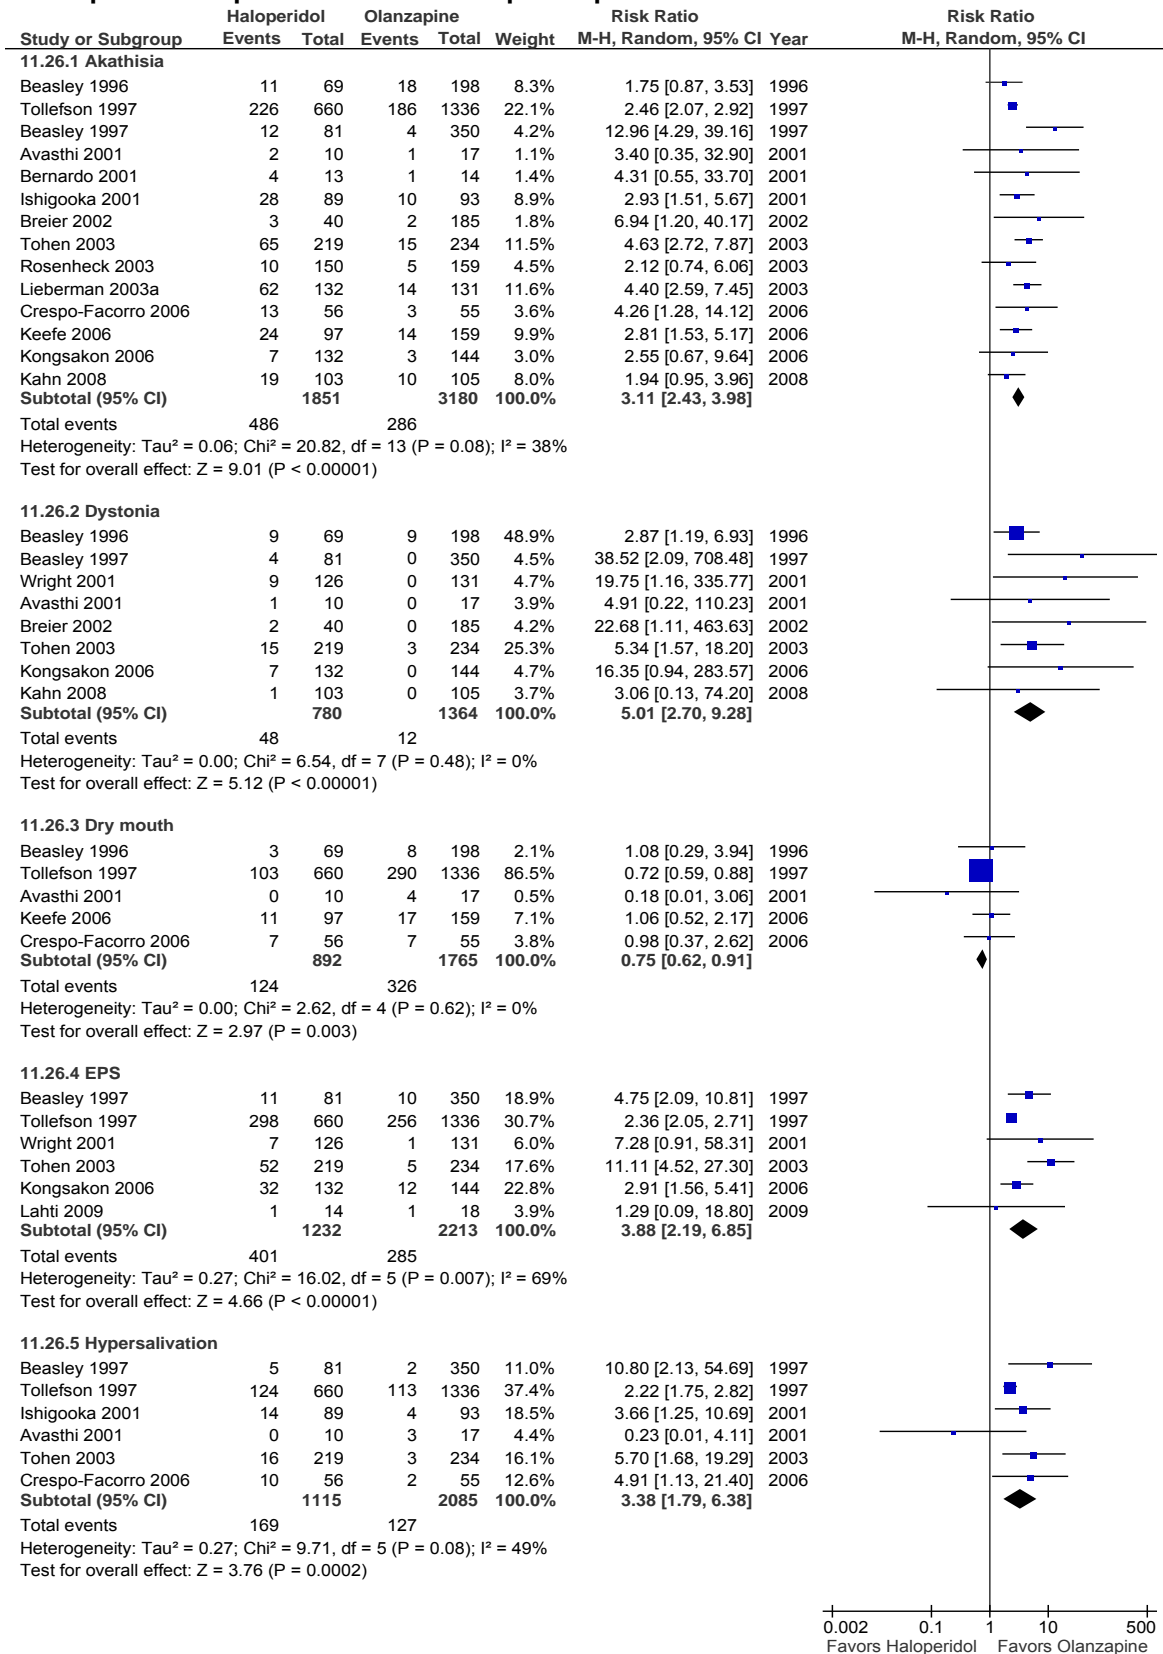 Haloperidol Olanzapine Risk Ratio Risk Ratio
Study or Subgroup Events Total Events Total Weight M-H, Random, 95% CI Year M-H, Random, 95% CI
11.26.1 Akathisia
Beasley 1996 11 69 18 198 8.3% 1.75 [0.87, 3.53] 1996
Tollefson 1997 226 660 186 1336 22.1% 2.46 [2.07, 2.92] 1997
Beasley 1997 12 81 4 350 4.2% 12.96 [4.29, 39.16] 1997
Avasthi 2001 2 10 1 17 1.1% 3.40 [0.35, 32.90] 2001
Bernardo 2001 4 13 1 14 1.4% 4.31 [0.55, 33.70] 2001
Ishigooka 2001 28 89 10 93 8.9% 2.93 [1.51, 5.67] 2001
Breier 2002 3 40 2 185 1.8% 6.94 [1.20, 40.17] 2002
Tohen 2003 65 219 15 234 11.5% 4.63 [2.72, 7.87] 2003
Rosenheck 2003 10 150 5 159 4.5% 2.12 [0.74, 6.06] 2003
Lieberman 2003a 62 132 14 131 11.6% 4.40 [2.59, 7.45] 2003
Crespo-Facorro 2006 13 56 3 55 3.6% 4.26 [1.28, 14.12] 2006
Keefe 2006 24 97 14 159 9.9% 2.81 [1.53, 5.17] 2006
Kongsakon 2006 7 132 3 144 3.0% 2.55 [0.67, 9.64] 2006
Kahn 2008 19 103 10 105 8.0% 1.94 [0.95, 3.96] 2008
Subtotal (95% CI) 1851 3180 100.0% 3.11 [2.43, 3.98]
Total events 486 286
Heterogeneity: Tau² = 0.06; Chi² = 20.82, df = 13 (P = 0.08); I² = 38%
Test for overall effect: Z = 9.01 (P < 0.00001)
11.26.2 Dystonia
Beasley 1996 9 69 9 198 48.9% 2.87 [1.19, 6.93] 1996
Beasley 1997 4 81 0 350 4.5% 38.52 [2.09, 708.48] 1997
Wright 2001 9 126 0 131 4.7% 19.75 [1.16, 335.77] 2001
Avasthi 2001 1 10 0 17 3.9% 4.91 [0.22, 110.23] 2001
Breier 2002 2 40 0 185 4.2% 22.68 [1.11, 463.63] 2002
Tohen 2003 15 219 3 234 25.3% 5.34 [1.57, 18.20] 2003
Kongsakon 2006 7 132 0 144 4.7% 16.35 [0.94, 283.57] 2006
Kahn 2008 1 103 0 105 3.7% 3.06 [0.13, 74.20] 2008
Subtotal (95% CI) 780 1364 100.0% 5.01 [2.70, 9.28]
Total events 48 12
Heterogeneity: Tau² = 0.00; Chi² = 6.54, df = 7 (P = 0.48); I² = 0%
Test for overall effect: Z = 5.12 (P < 0.00001)
11.26.3 Dry mouth
Beasley 1996 3 69 8 198 2.1% 1.08 [0.29, 3.94] 1996
Tollefson 1997 103 660 290 1336 86.5% 0.72 [0.59, 0.88] 1997
Avasthi 2001 0 10 4 17 0.5% 0.18 [0.01, 3.06] 2001
Keefe 2006 11 97 17 159 7.1% 1.06 [0.52, 2.17] 2006
Crespo-Facorro 2006 7 56 7 55 3.8% 0.98 [0.37, 2.62] 2006
Subtotal (95% CI) 892 1765 100.0% 0.75 [0.62, 0.91]
Total events 124 326
Heterogeneity: Tau² = 0.00; Chi² = 2.62, df = 4 (P = 0.62); I² = 0%
Test for overall effect: Z = 2.97 (P = 0.003)
11.26.4 EPS
Beasley 1997 11 81 10 350 18.9% 4.75 [2.09, 10.81] 1997
Tollefson 1997 298 660 256 1336 30.7% 2.36 [2.05, 2.71] 1997
Wright 2001 7 126 1 131 6.0% 7.28 [0.91, 58.31] 2001
Tohen 2003 52 219 5 234 17.6% 11.11 [4.52, 27.30] 2003
Kongsakon 2006 32 132 12 144 22.8% 2.91 [1.56, 5.41] 2006
Lahti 2009 1 14 1 18 3.9% 1.29 [0.09, 18.80] 2009
Subtotal (95% CI) 1232 2213 100.0% 3.88 [2.19, 6.85]
Total events 401 285
Heterogeneity: Tau² = 0.27; Chi² = 16.02, df = 5 (P = 0.007); I² = 69%
Test for overall effect: Z = 4.66 (P < 0.00001)
11.26.5 Hypersalivation
Beasley 1997 5 81 2 350 11.0% 10.80 [2.13, 54.69] 1997
Tollefson 1997 124 660 113 1336 37.4% 2.22 [1.75, 2.82] 1997
Ishigooka 2001 14 89 4 93 18.5% 3.66 [1.25, 10.69] 2001
Avasthi 2001 0 10 3 17 4.4% 0.23 [0.01, 4.11] 2001
Tohen 2003 16 219 3 234 16.1% 5.70 [1.68, 19.29] 2003
Crespo-Facorro 2006 10 56 2 55 12.6% 4.91 [1.13, 21.40] 2006
Subtotal (95% CI) 1115 2085 100.0% 3.38 [1.79, 6.38]
Total events 169 127
Heterogeneity: Tau² = 0.27; Chi² = 9.71, df = 5 (P = 0.08); I² = 49%
Test for overall effect: Z = 3.76 (P = 0.0002)
0.002 0.1 1 10 500
Favors Haloperidol Favors Olanzapine